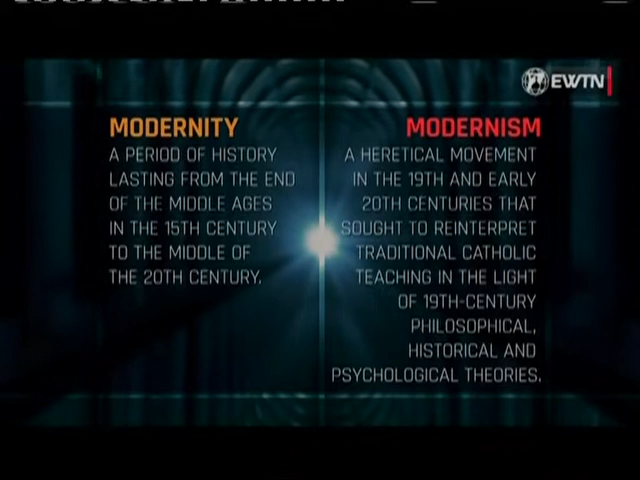 EWTN
MODERNITY
A PERIOD OF HISTORY
LASTING FROM THE END
OF THE MIDDLE AGES
IN THE 15TH CENTURY
TO THE MIDDLE OF
THE 20TH CENTURY.
MODERNISM
A HERETICAL MOVEMENT
IN THE 19TH AND EARLY
20TH CENTURIES THAT
SOUGHT TO REINTERPRET
TRADITIONAL CATHOLIC
TEACHING IN THE LIGHT
OF 19TH-CENTURY
PHILOSOPHICAL,
HISTORICAL AND
PSYCHOLOGICAL THEORIES.